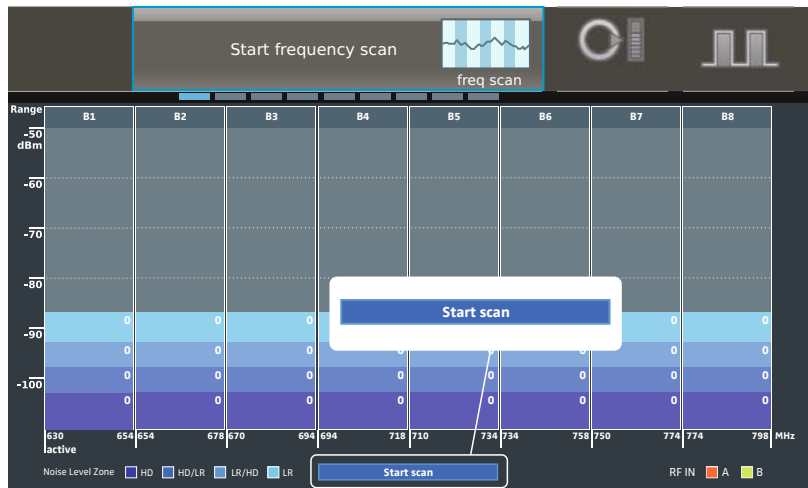 Start frequency scan
freq scan
Range
B1 B2 B3 B4 B5 B6 B7 B8
-50
dBm
-60
-70
-80
Start scan
0 0 0 0 0
-90
0 0 0 0 0 0 0 0
0 0 0 0 0 0 0 0
-100
0 0 0 0 0 0 0 0
630 654 654 678 670 694 694 718 710 734 734 758 750 774 774 798 MHz
active
Noise Level Zone HD HD/LR LR/HD LR Start scan RF IN A B